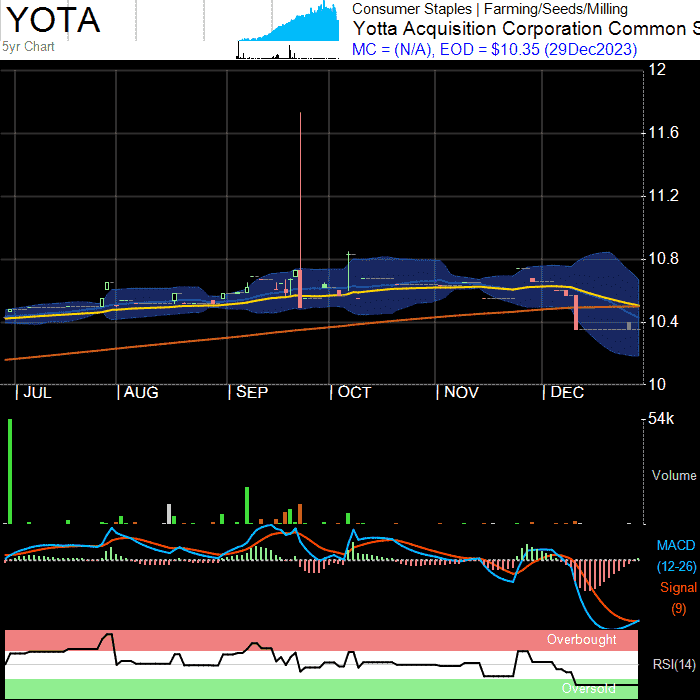 YOTA
5yr Chart
Consumer Staples | Farming/Seeds/Milling
Yotta Acquisition Corporation Common S
MC = (N/A), EOD = $10.35 (29Dec2023)
12
11.6
11.2
10.8
10.4
10
JUL
AUG
SEP
OCT
NOV
DEC
54k
Volume
MACD
(12-26)
Signal
(9)
Overbought
RSI(14)
Oversold